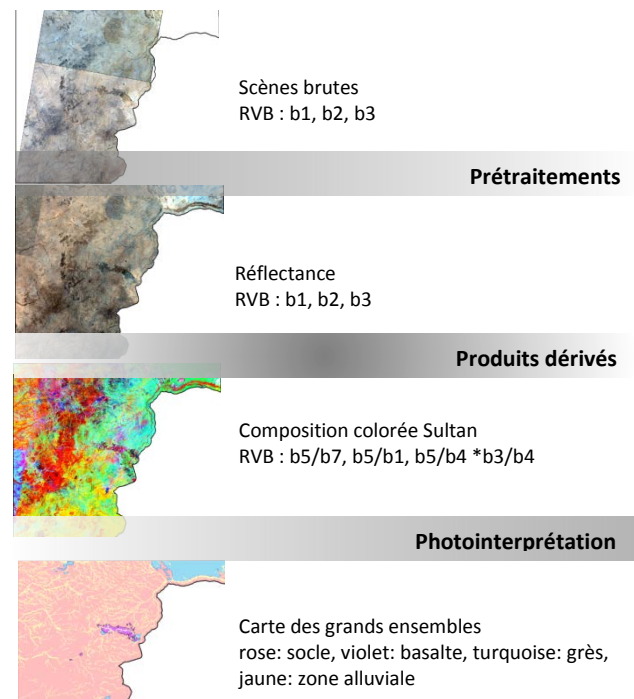 Scènes brutes
RVB : b1, b2, b3
Prétraitements
Réflectance
RVB : b1, b2, b3
Produits dérivés
Composition colorée Sultan
RVB : b5/b7, b5/b1, b5/b4 *b3/b4
Photointerprétation
Carte des grands ensembles
rose: socle, violet: basalte, turquoise: grès,
jaune: zone alluviale